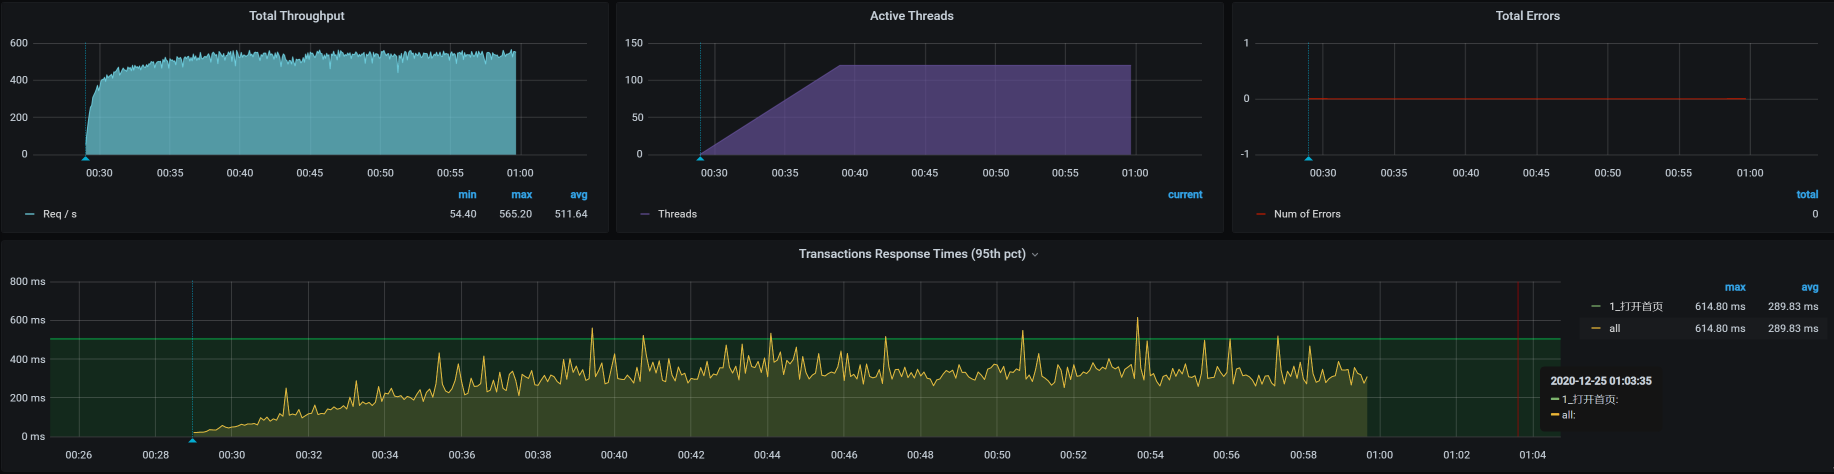 Total Throughput
600
400
200
0
00:30 00:35 00:40 00:45 00:50 00:55 01:00
min max avg
Req / s 54.40 565.20 511.64
Active Threads
150
100
50
0
00:30 00:35 00:40 00:45 00:50 00:55 01:00
current
Threads
Total Errors
1
0
-1
00:30 00:35 00:40 00:45 00:50 00:55 01:00
total
Num of Errors 0
Transactions Response Times (95th pct)
800 ms
600 ms
400 ms
200 ms
0 ms
00:26 00:28 00:30 00:32 00:34 00:36 00:38 00:40 00:42 00:44 00:46 00:48 00:50 00:52 00:54 00:56 00:58 01:00 01:02 01:04
max avg
1_打开首页 614.80 ms 289.83 ms
all 614.80 ms 289.83 ms
2020-12-25 01:03:35
1_打开首页:
all: